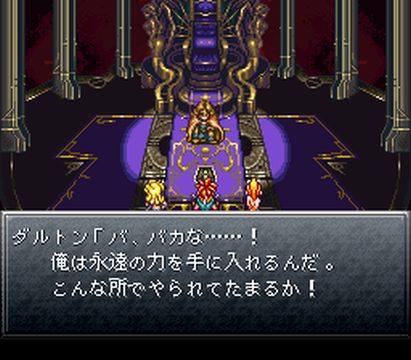 ダルトン「バ、バカな‥‥‥!
俺は永遠の力を手に入れるんだ。
こんな所でやられてたまるか!